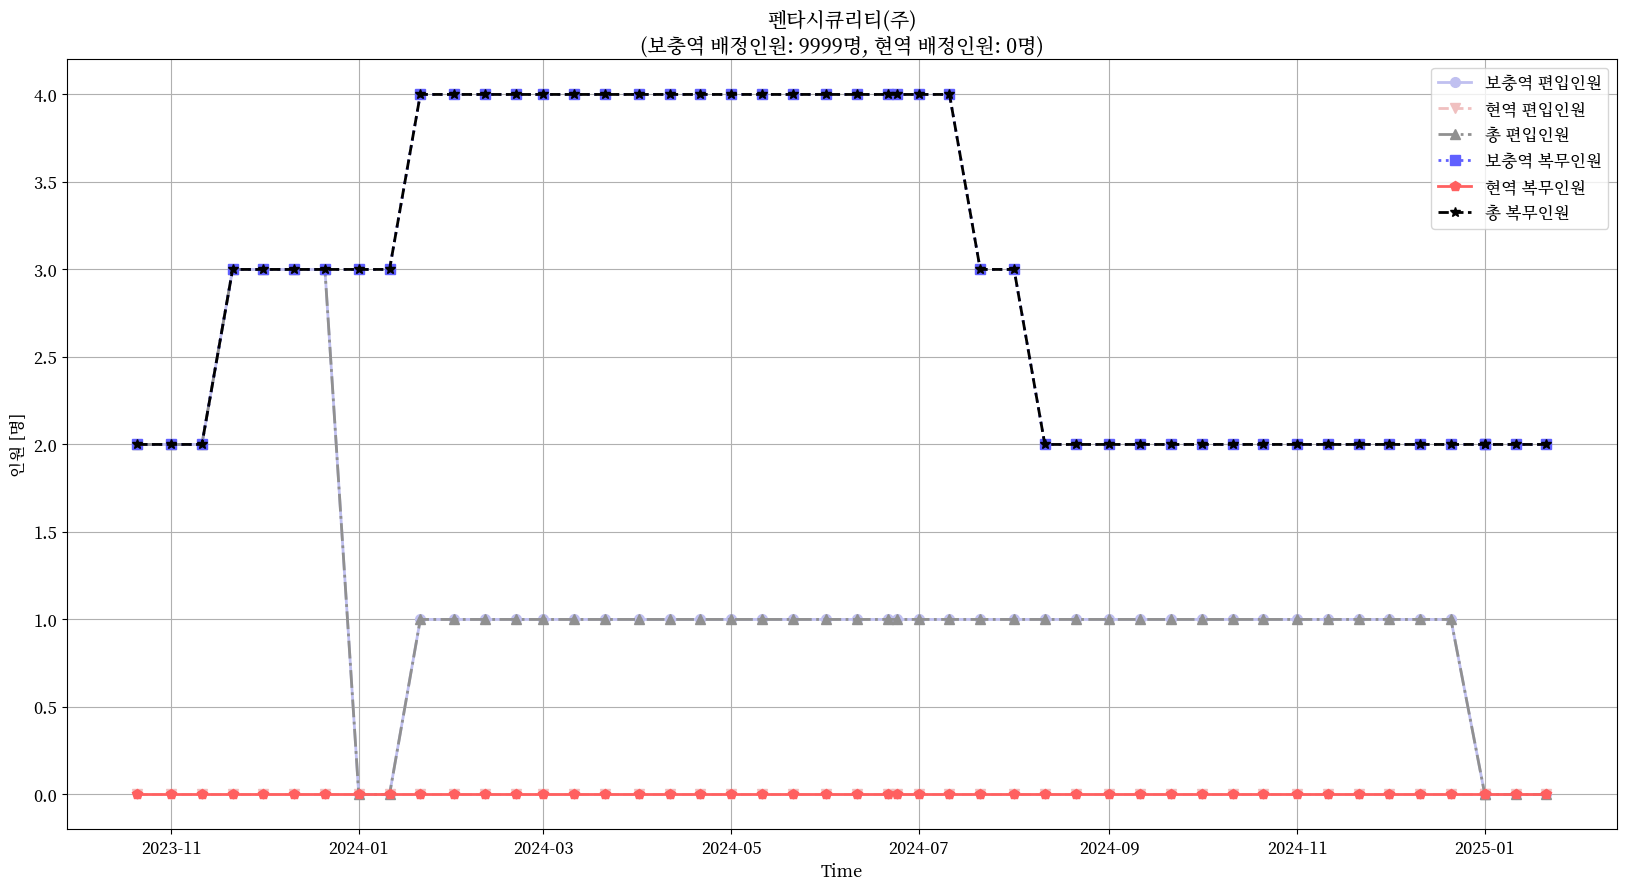 펜타시큐리티(주)
(보충역 배정인원: 9999명, 현역 배정인원: 0명)
보충역 편입인원
현역 편입인원
총 편입인원
보충역 복무인원
현역 복무인원
총 복무인원
4.0
3.5
3.0
2.5
2.0
1.5
1.0
0.5
0.0
인원 [명]
2023-11
2024-01
2024-03
2024-05
2024-07
2024-09
2024-11
2025-01
Time